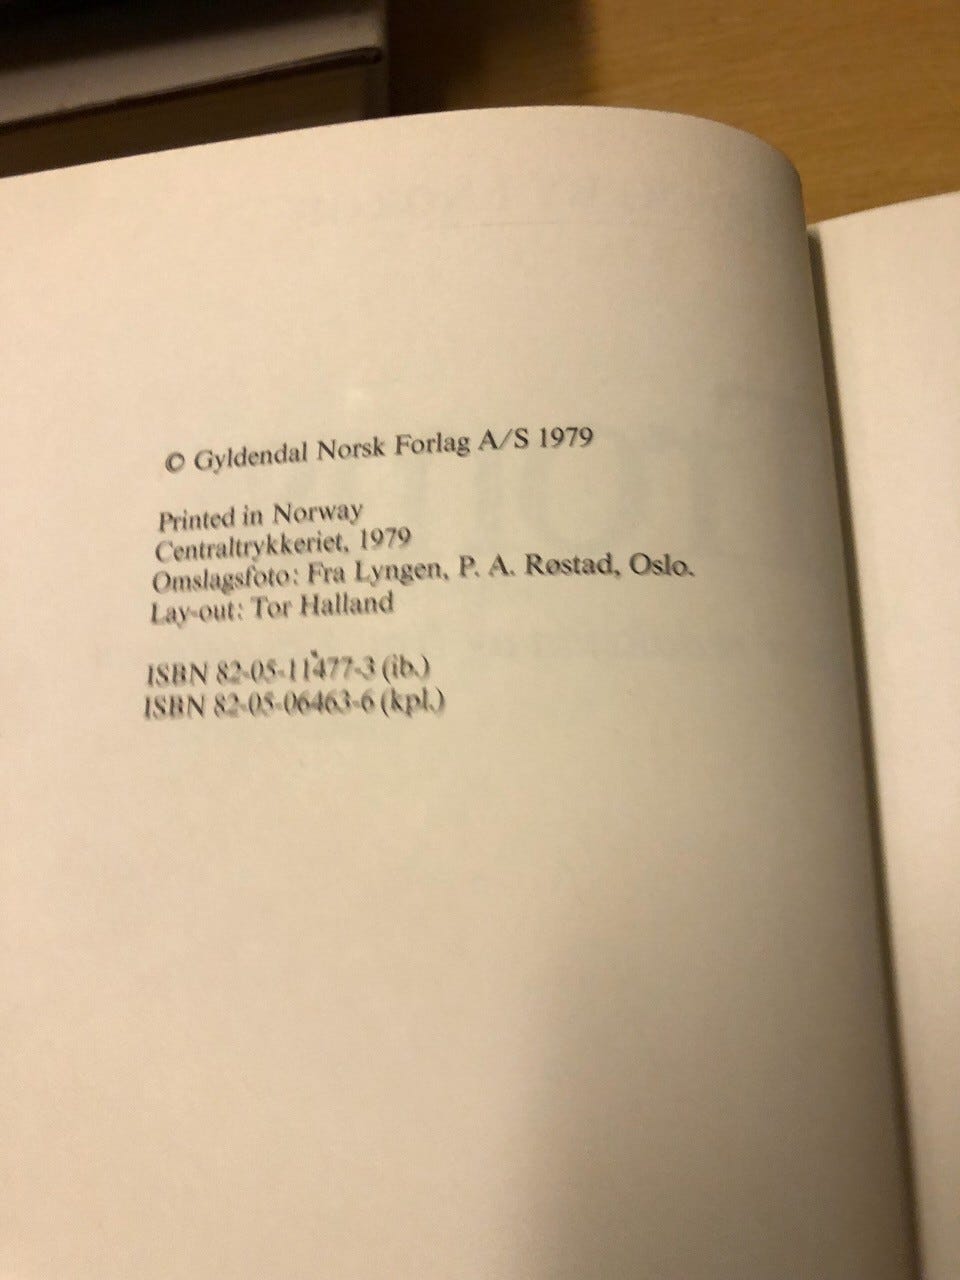 © Gyldendal Norsk Forlag A/S 1979
Printed in Norway
Centraltrykkeriet, 1979
Omslagsfoto: Fra Lyngen, P. A. Røstad, Oslo.
Lay-out: Tor Halland
ISBN 82-05-11477-3 (ib.)
ISBN 82-05-06463-6 (kpl.)